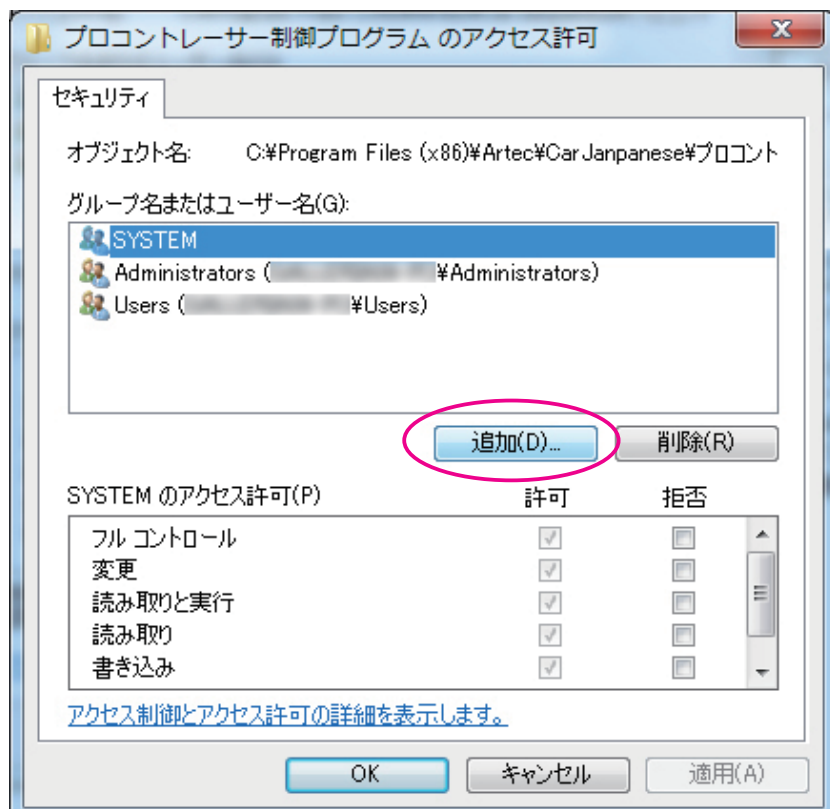 プロコントレーサー制御プログラム のアクセス許可
セキュリティ
オブジェクト名: C:¥Program Files (x86)¥Artec¥CarJanpanese¥プロコント
グループ名またはユーザー名(G):
SYSTEM
Administrators ( ¥Administrators)
Users ( ¥Users)
追加(D)... 削除(R)
SYSTEM のアクセス許可(P) 許可 拒否
フル コントロール
変更
読み取りと実行
読み取り
書き込み
アクセス制御とアクセス許可の詳細を表示します。
OK キャンセル 適用(A)